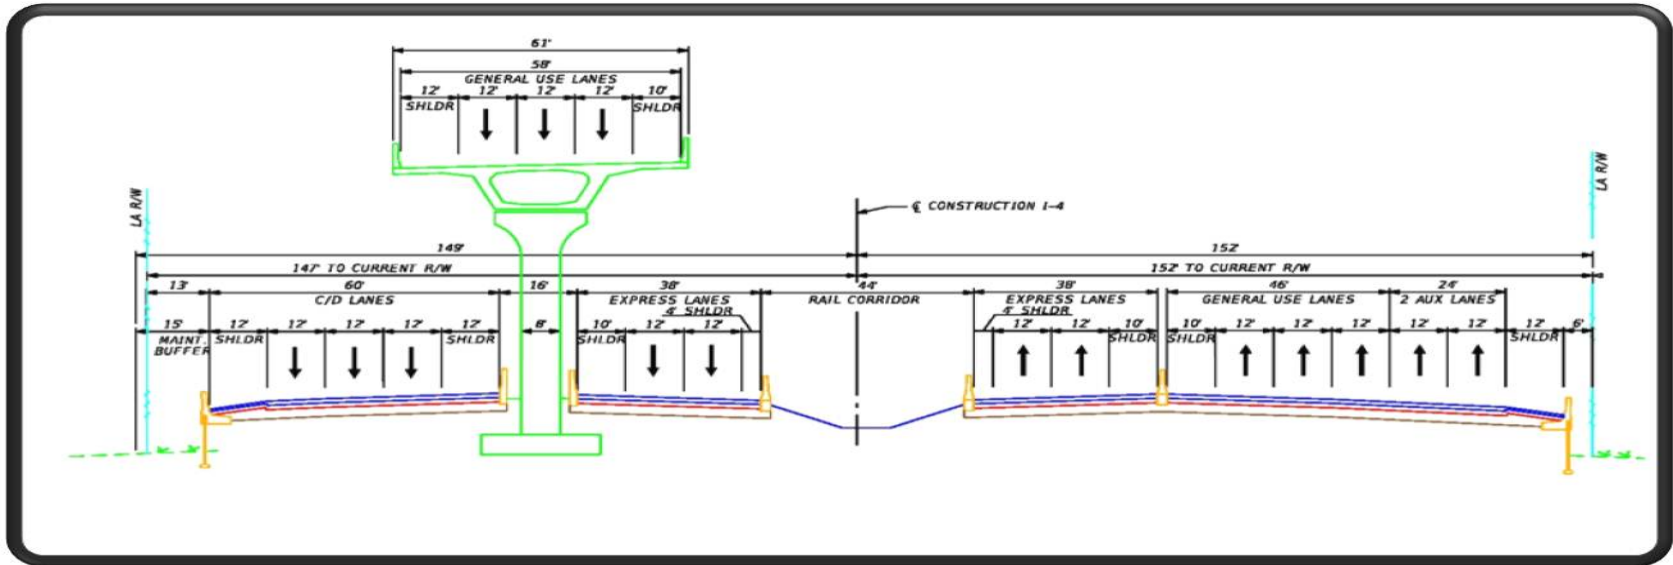 61'
58'
GENERAL USE LANES
12' 12' 12' 12' 10'
SHLDR SHLDR
LA R/W LA R/W
℄ CONSTRUCTION I-4
149' 152'
147' TO CURRENT R/W 152' TO CURRENT R/W
13' 60' 16' 38' 44' 38' 46' 24'
C/D LANES EXPRESS LANES RAIL CORRIDOR EXPRESS LANES GENERAL USE LANES 2 AUX LANES
4' SHLDR 4' SHLDR
15' 12' 12' 12' 12' 12' 8' 10' 12' 12' 12' 12' 10' 10' 12' 12' 12' 12' 12' 12' 6'
MAINT. SHLDR SHLDR SHLDR SHLDR SHLDR SHLDR
BUFFER